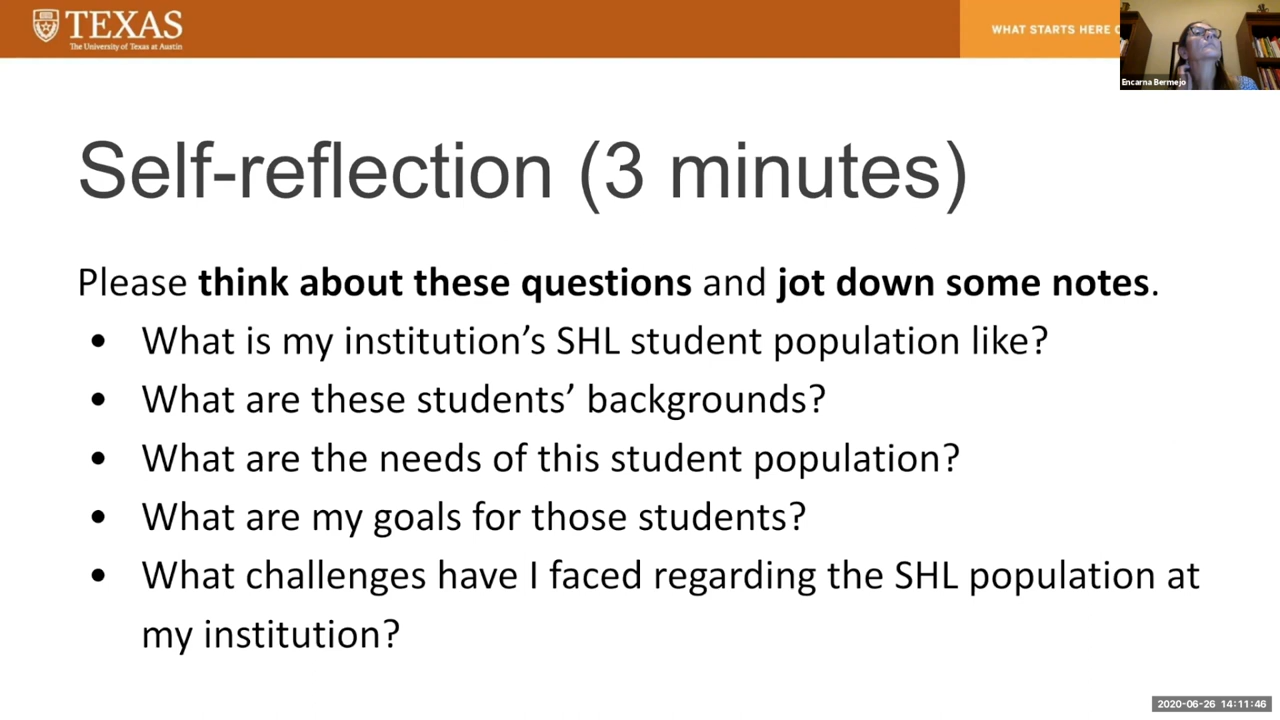 TEXAS
The University of Texas at Austin
WHAT STARTS HERE
Encarna Bermejo
Self-reflection (3 minutes)
Please think about these questions and jot down some notes.
• What is my institution’s SHL student population like?
• What are these students’ backgrounds?
• What are the needs of this student population?
• What are my goals for those students?
• What challenges have I faced regarding the SHL population at
my institution?
2020-06-26 14:11:46